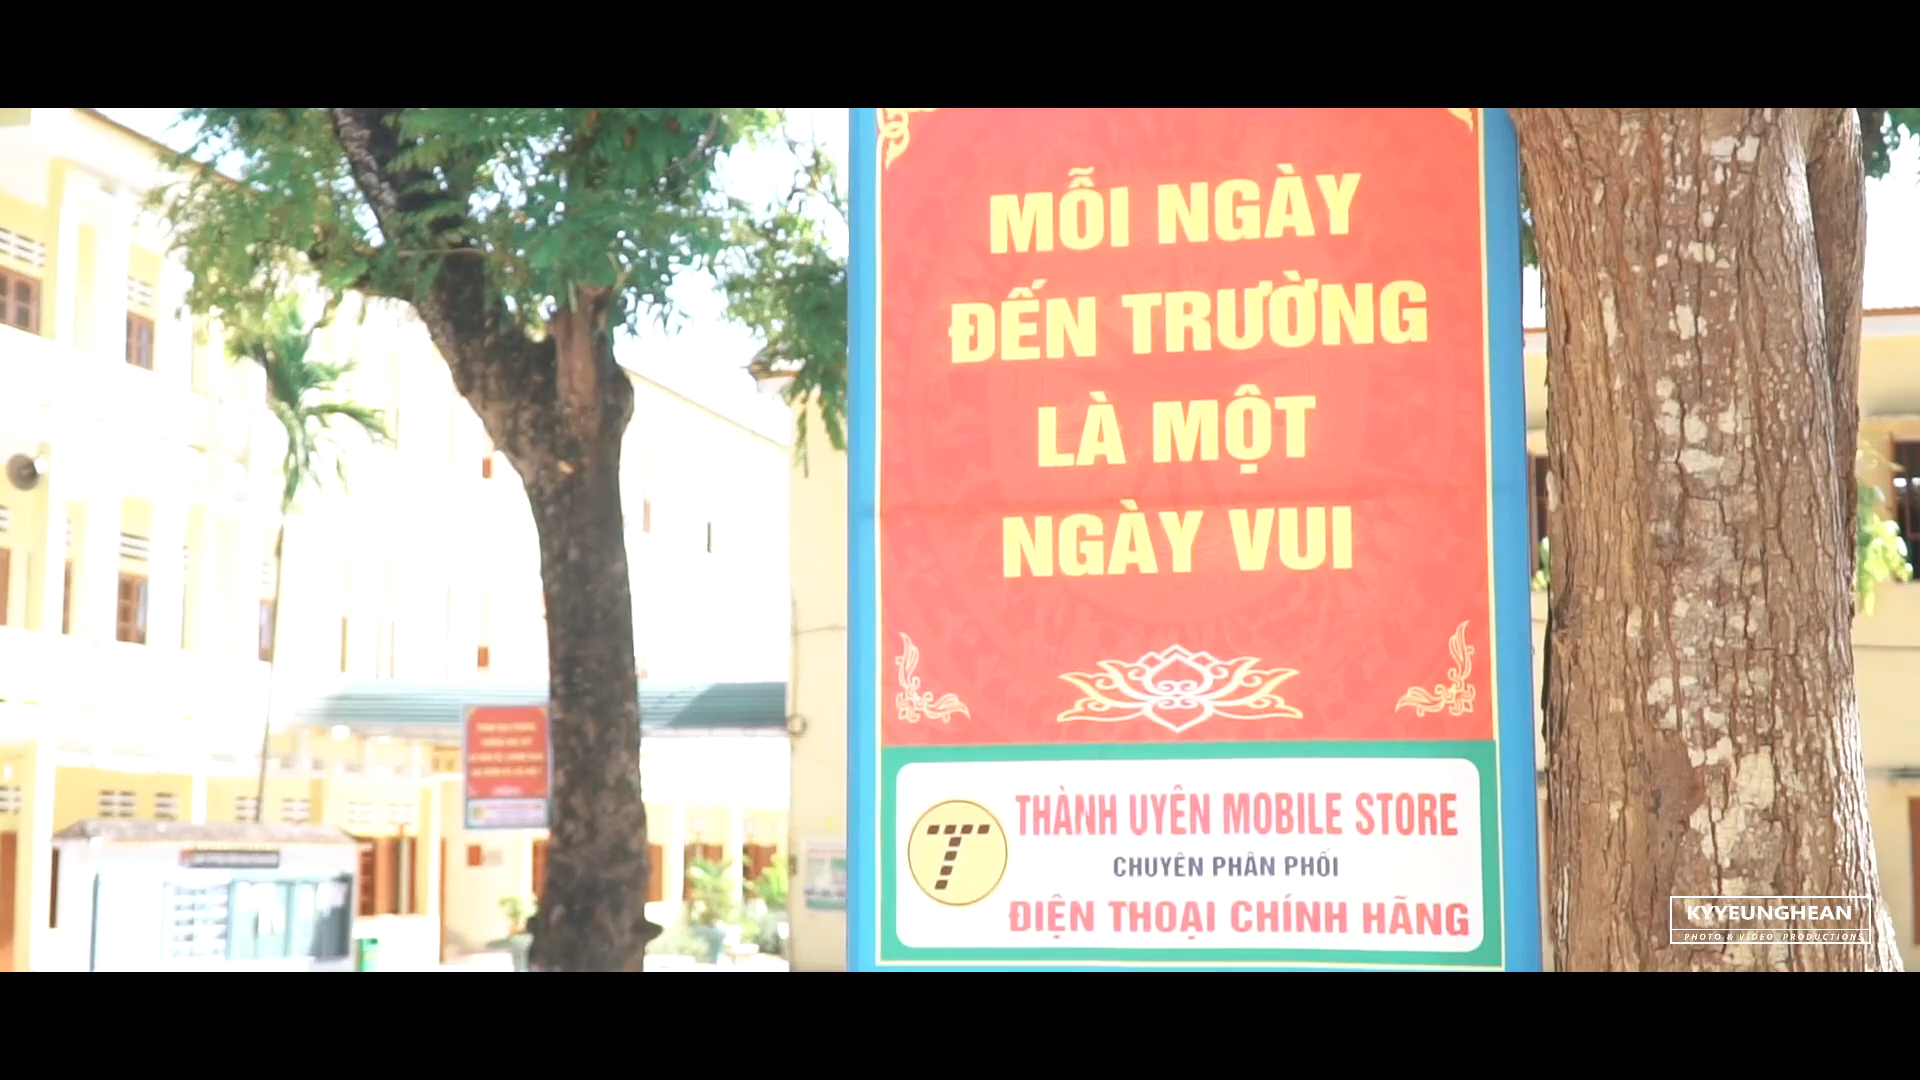 MỖI NGÀY
ĐẾN TRƯỜNG
LÀ MỘT
NGÀY VUI
T
THÀNH UYÊN MOBILE STORE
CHUYÊN PHÂN PHỐI
ĐIỆN THOẠI CHÍNH HÃNG
KYYEUNGHEAN
PHOTO & VIDEO PRODUCTIONS